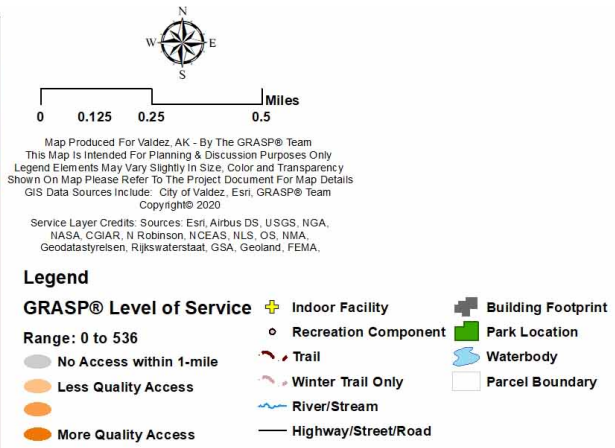 N
W E
S
Miles
0 0.125 0.25 0.5
Map Produced For Valdez, AK - By The GRASP® Team
This Map Is Intended For Planning & Discussion Purposes Only
Legend Elements May Vary Slightly In Size, Color and Transparency
Shown On Map Please Refer To The Project Document For Map Details
GIS Data Sources Include: City of Valdez, Esri, GRASP® Team
Copyright© 2020
Service Layer Credits: Sources: Esri, Airbus DS, USGS, NGA,
NASA, CGIAR, N Robinson, NCEAS, NLS, OS, NMA,
Geodatastyrelsen, Rijkswaterstaat, GSA, Geoland, FEMA,
Legend
GRASP® Level of Service
Range: 0 to 536
No Access within 1-mile
Less Quality Access
More Quality Access
Indoor Facility
Recreation Component
Trail
Winter Trail Only
River/Stream
Highway/Street/Road
Building Footprint
Park Location
Waterbody
Parcel Boundary